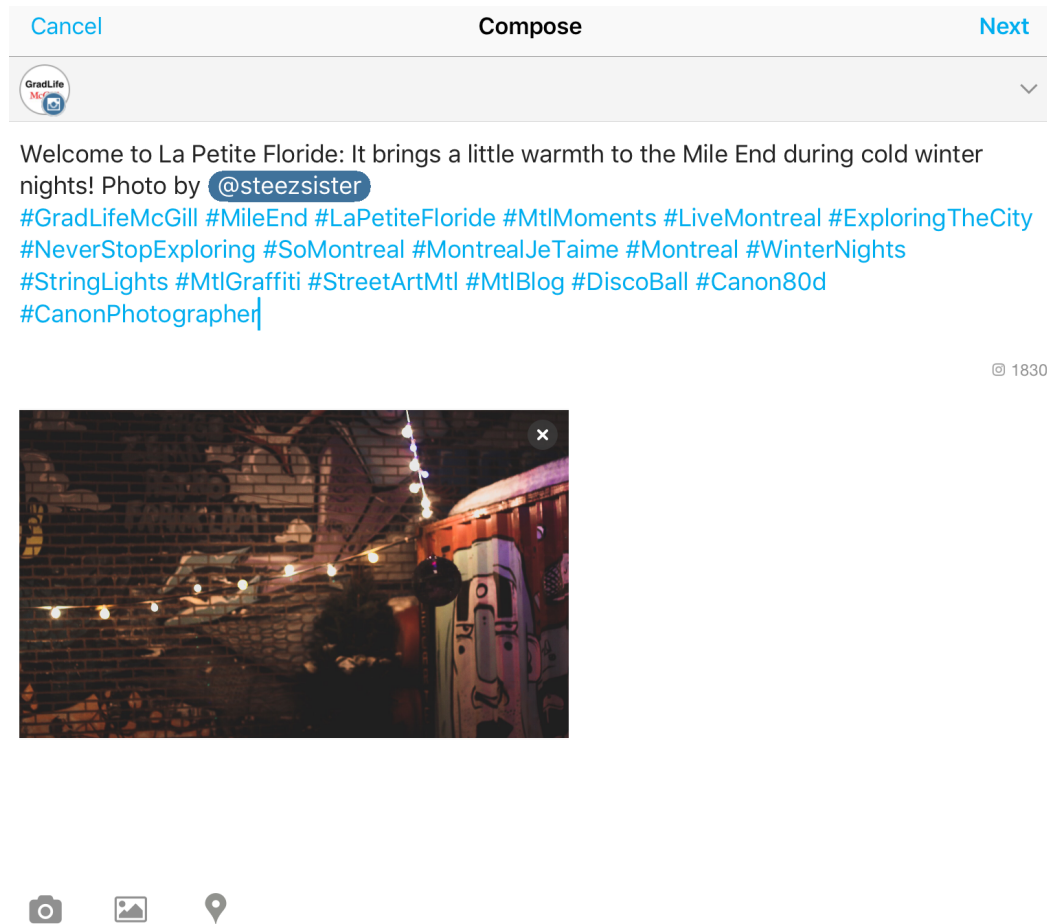 Cancel
Compose
Next
GradLife
Welcome to La Petite Floride: It brings a little warmth to the Mile End during cold winter
nights! Photo by @steezsister
#GradLifeMcGill #MileEnd #LaPetiteFloride #MtlMoments #LiveMontreal #ExploringTheCity
#NeverStopExploring #SoMontreal #MontrealJeTaime #Montreal #WinterNights
#StringLights #MtlGraffiti #StreetArtMtl #MtlBlog #DiscoBall #Canon80d
#CanonPhotographer
1830